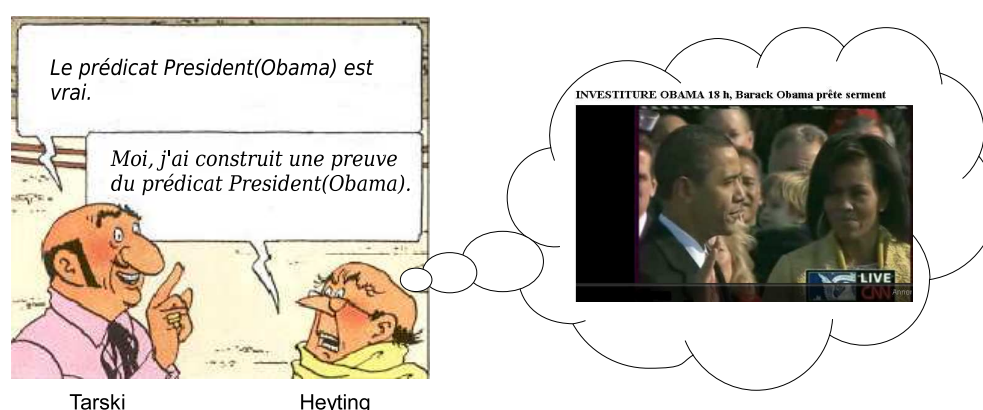 Le prédicat President(Obama) est
vrai.
Moi, j'ai construit une preuve
du prédicat President(Obama).
INVESTITURE OBAMA 18 h, Barack Obama prête serment
LIVE
CNN
Tarski
Heyting